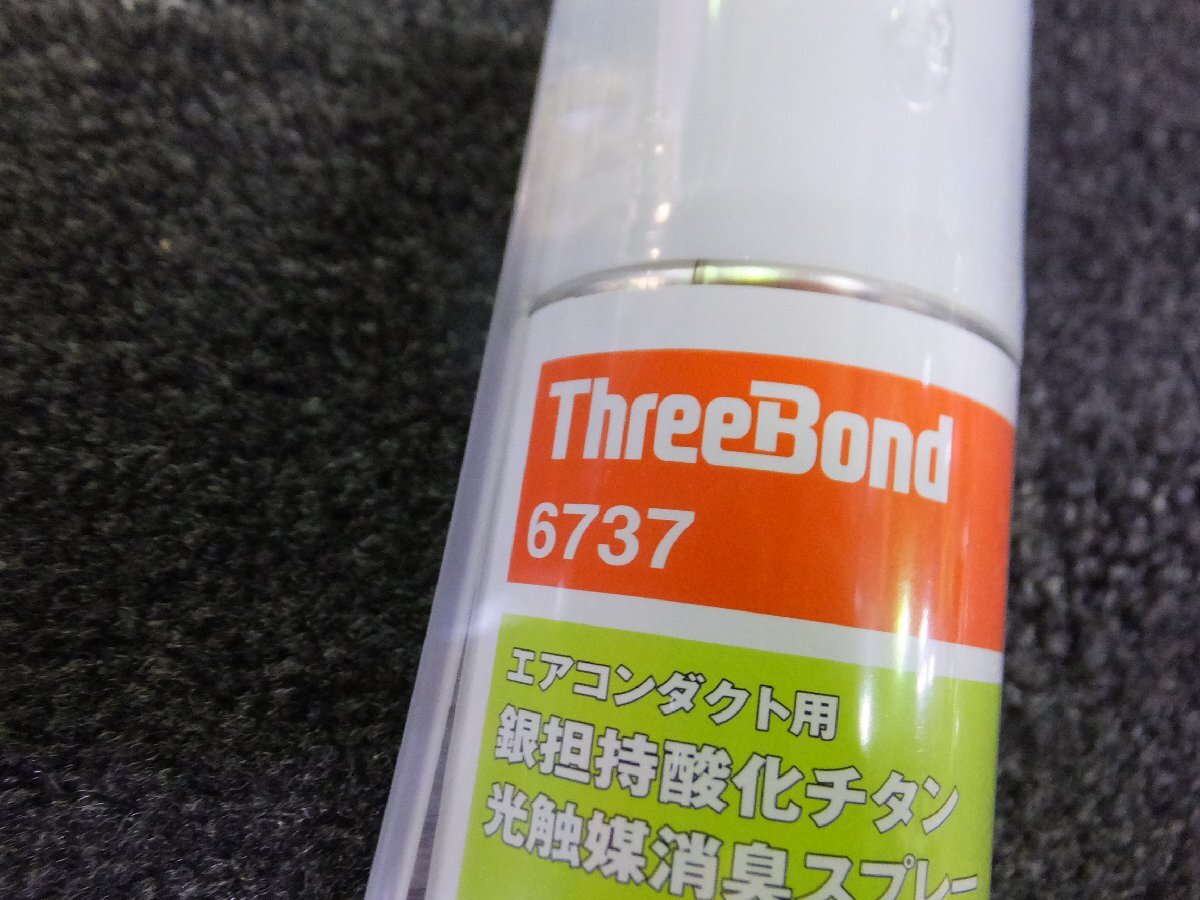 ThreeBond
6737
エアコンダクト用
銀担持酸化チタン
光触媒消臭スプレー